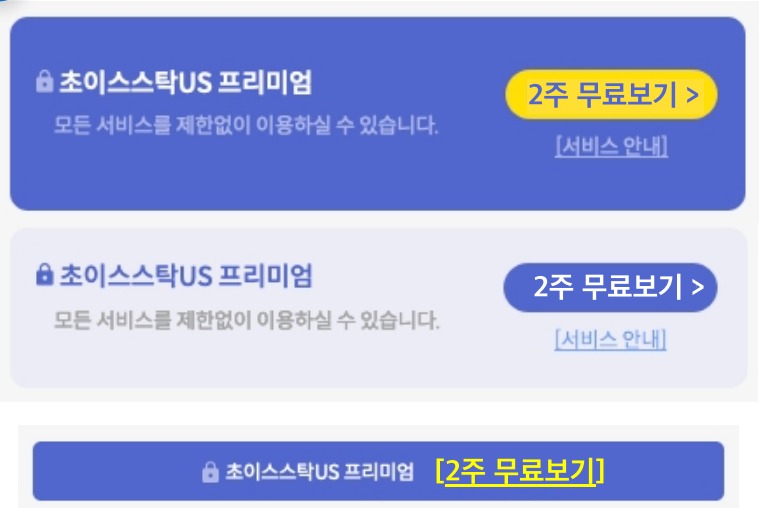 초이스스탁US 프리미엄
2주 무료보기 >
모든 서비스를 제한없이 이용하실 수 있습니다.
[서비스 안내]
초이스스탁US 프리미엄
2주 무료보기 >
모든 서비스를 제한없이 이용하실 수 있습니다.
[서비스 안내]
초이스스탁US 프리미엄 [2주 무료보기]